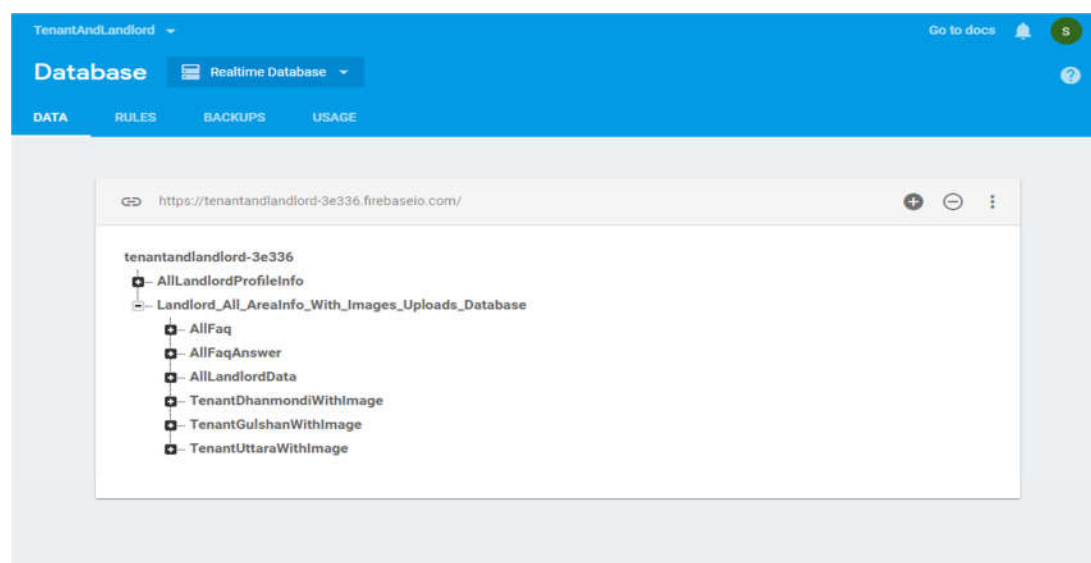 TenantAndLandlord
Go to docs
S
Database
Realtime Database
DATA RULES BACKUPS USAGE
https://tenantandlandlord-3e336.firebaseio.com/
tenantandlandlord-3e336
AllLandlordProfileInfo
Landlord_All_AreaInfo_With_Images_Uploads_Database
AllFaq
AllFaqAnswer
AllLandlordData
TenantDhanmondiWithImage
TenantGulshanWithImage
TenantUttaraWithImage